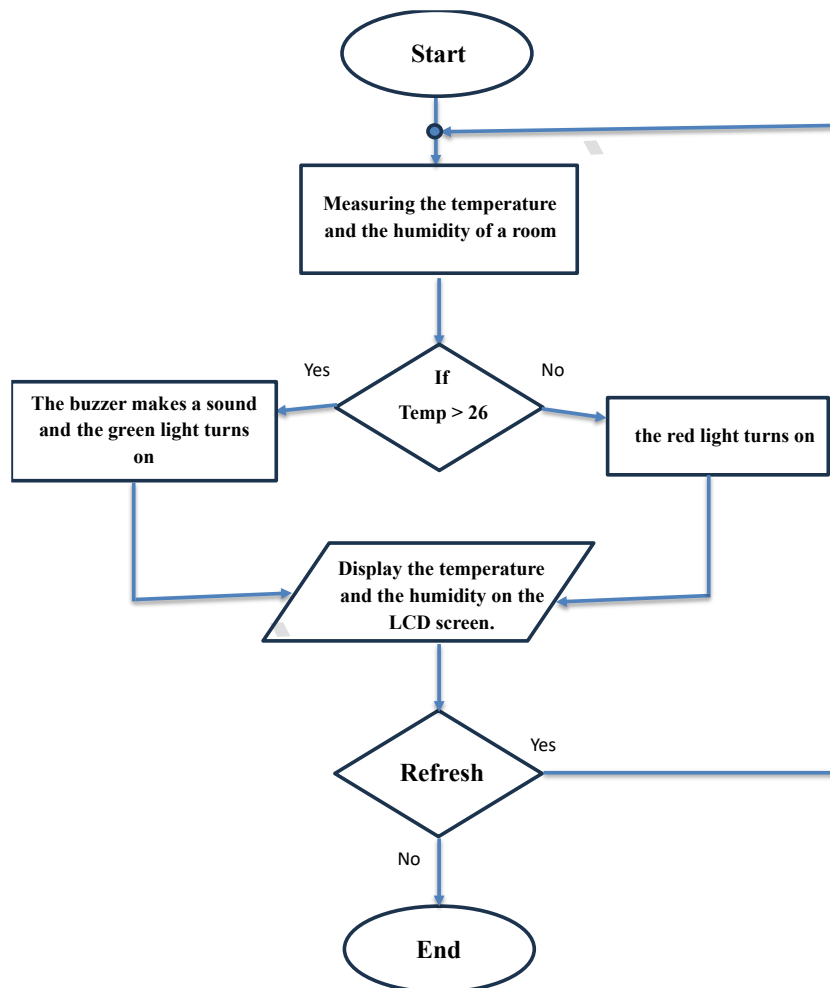 Start
Measuring the temperature
and the humidity of a room
If
Temp > 26
Yes
No
The buzzer makes a sound
and the green light turns
on
the red light turns on
Display the temperature
and the humidity on the
LCD screen.
Refresh
Yes
No
End